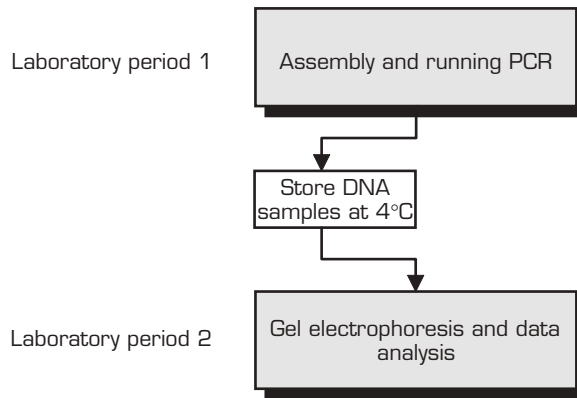 Laboratory period 1
Assembly and running PCR
Store DNA
samples at 4°C
Laboratory period 2
Gel electrophoresis and data
analysis